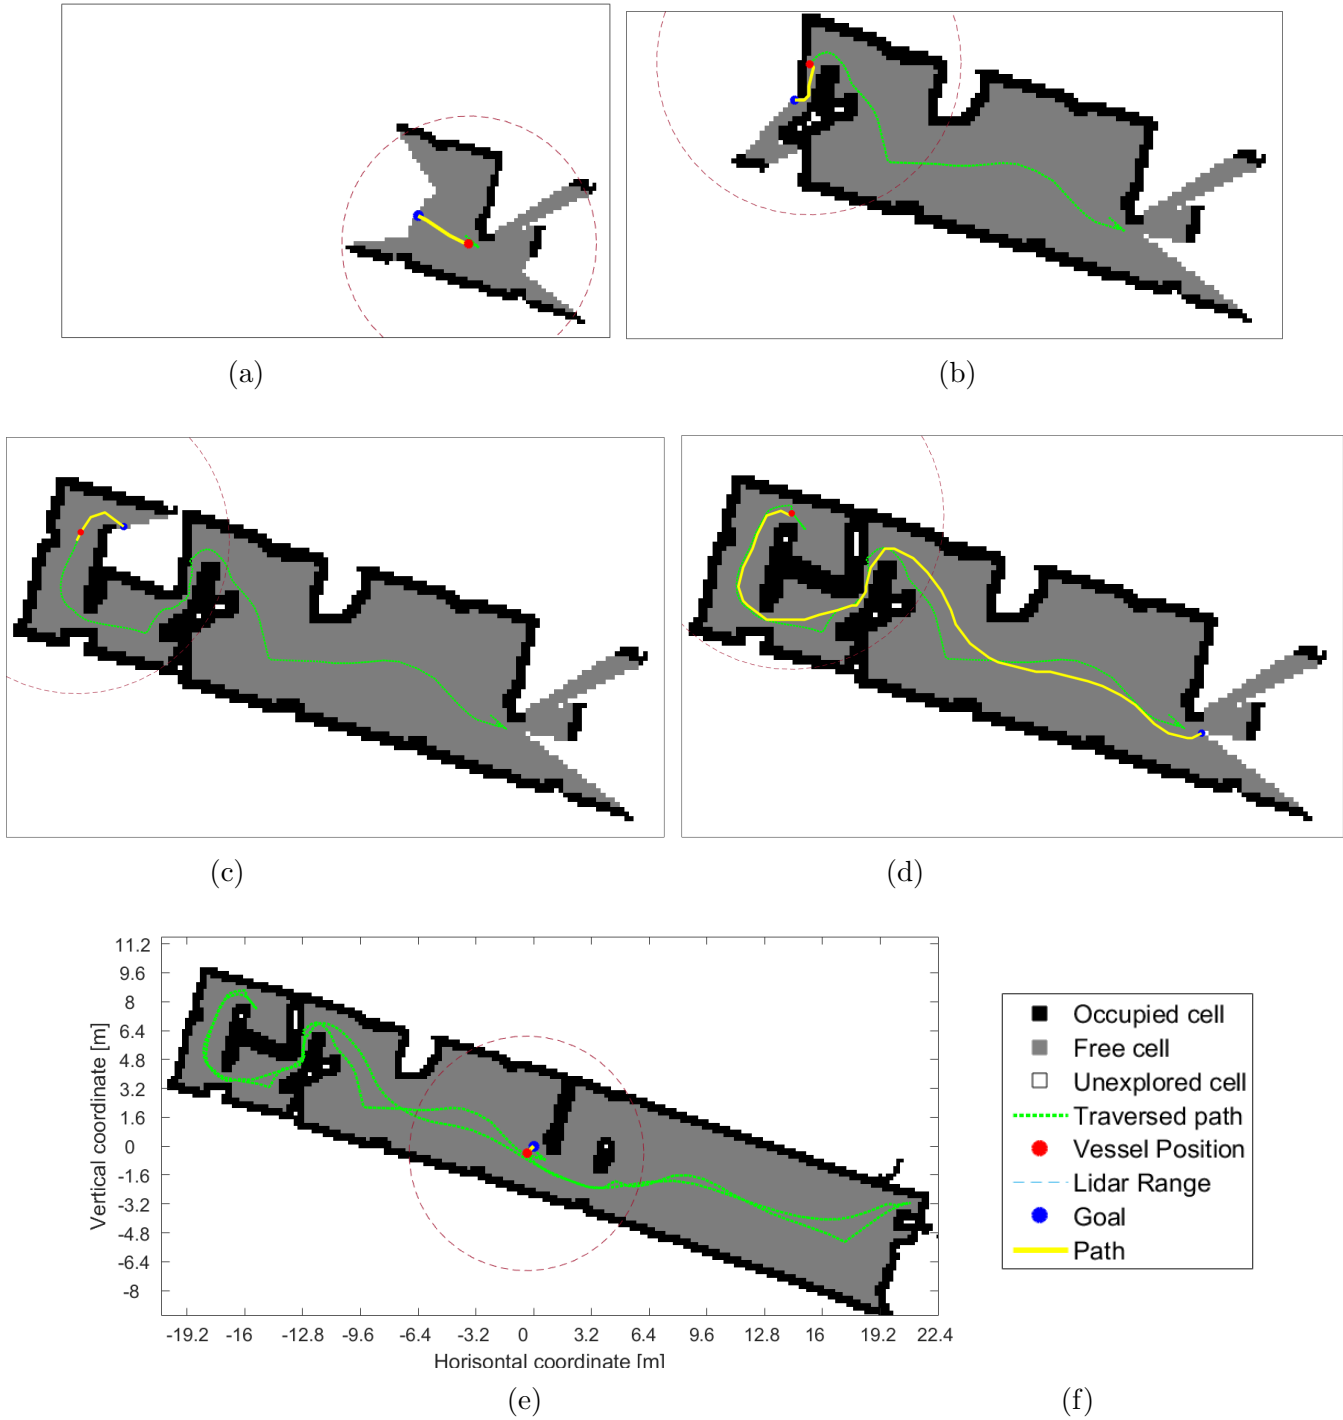 (a)
(b)
(c)
(d)
11.2
9.6
8
6.4
4.8
3.2
1.6
0
-1.6
-3.2
-4.8
-6.4
-8
Vertical coordinate [m]
-19.2 -16 -12.8 -9.6 -6.4 -3.2 0 3.2 6.4 9.6 12.8 16 19.2 22.4
Horisontal coordinate [m]
Occupied cell
Free cell
Unexplored cell
Traversed path
Vessel Position
Lidar Range
Goal
Path
(e)
(f)